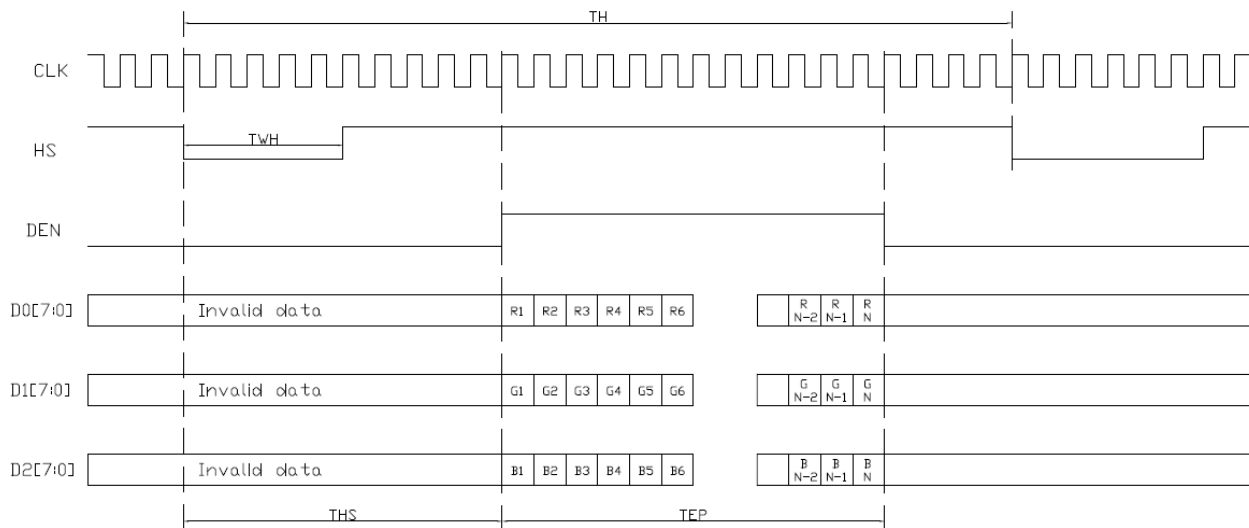 TH
CLK
HS
TWH
DEN
D0[7:0] Invalid data R1 R2 R3 R4 R5 R6 R N-2 R N-1 R N
D1[7:0] Invalid data G1 G2 G3 G4 G5 G6 G N-2 G N-1 G N
D2[7:0] Invalid data B1 B2 B3 B4 B5 B6 B N-2 B N-1 B N
THS TEP